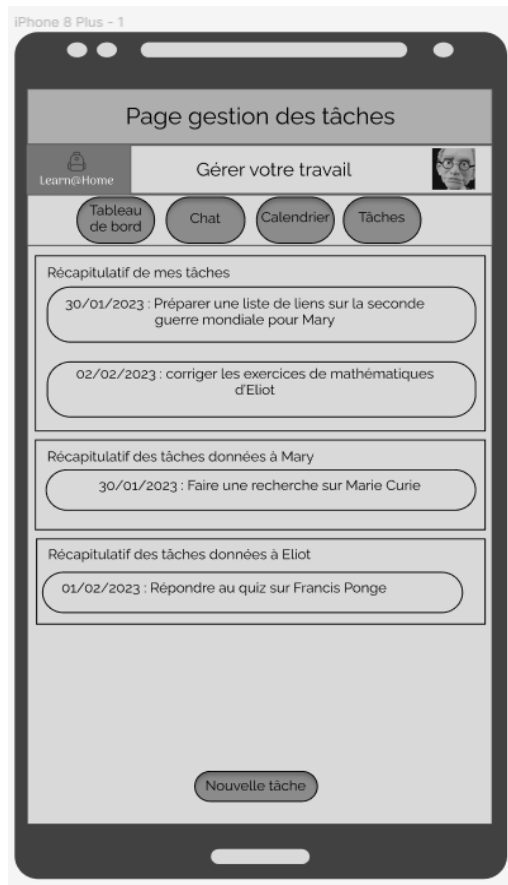 iPhone 8 Plus - 1
Page gestion des tâches
Learn@Home
Gérer votre travail
Tableau
de bord
Chat
Calendrier
Tâches
Récapitulatif de mes tâches
30/01/2023 : Préparer une liste de liens sur la seconde
guerre mondiale pour Mary
02/02/2023 : corriger les exercices de mathématiques
d'Eliot
Récapitulatif des tâches données à Mary
30/01/2023 : Faire une recherche sur Marie Curie
Récapitulatif des tâches données à Eliot
01/02/2023 : Répondre au quiz sur Francis Ponge
Nouvelle tâche